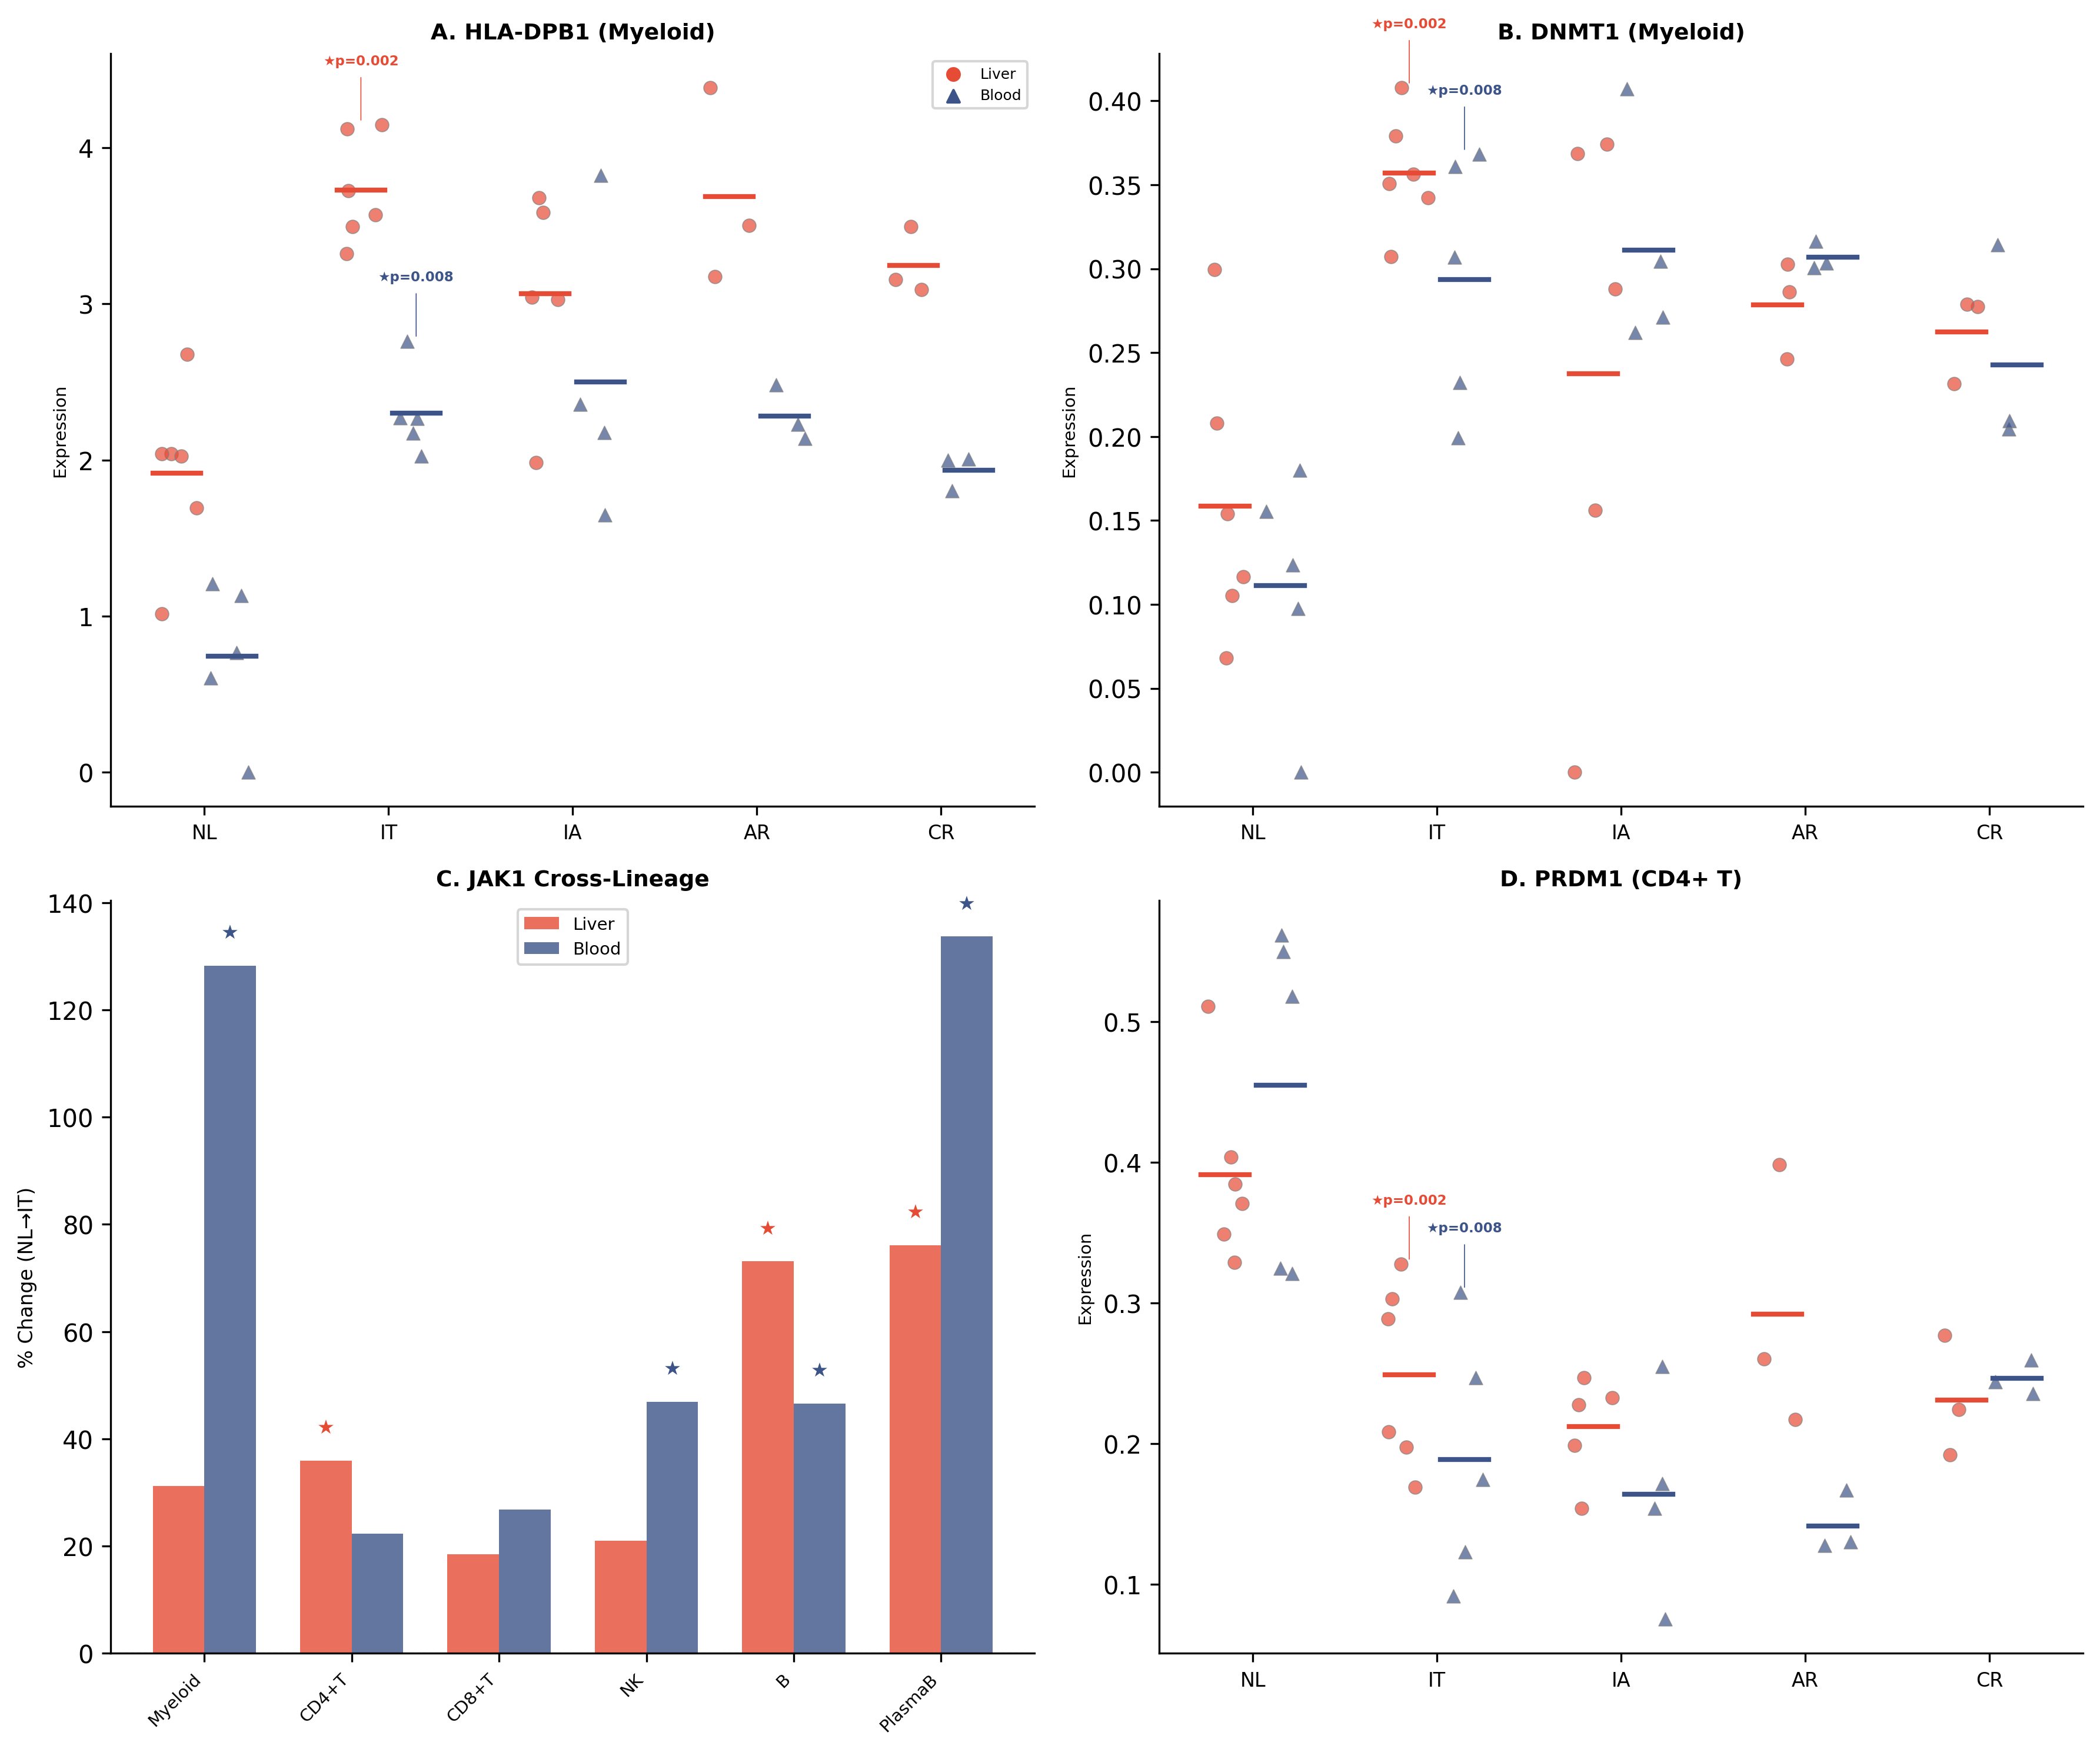 A. HLA-DPB1 (Myeloid)
★p=0.002
Liver
Blood
★p=0.008
Expression
4
3
2
1
0
NL
IT
IA
AR
CR
B. DNMT1 (Myeloid)
★p=0.002
★p=0.008
Expression
0.40
0.35
0.30
0.25
0.20
0.15
0.10
0.05
0.00
NL
IT
IA
AR
CR
C. JAK1 Cross-Lineage
Liver
Blood
% Change (NL→IT)
140
120
100
80
60
40
20
0
Myeloid
CD4+T
CD8+T
NK
B
PlasmaB
D. PRDM1 (CD4+ T)
★p=0.002
★p=0.008
Expression
0.5
0.4
0.3
0.2
0.1
NL
IT
IA
AR
CR